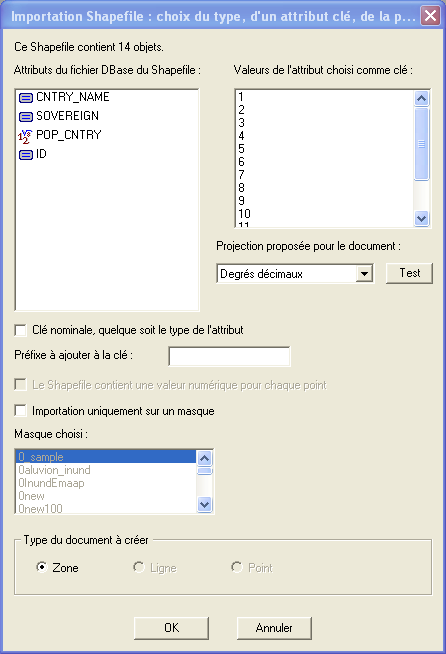 Importation Shapefile : choix du type, d'un attribut clé, de la p...
Ce Shapefile contient 14 objets.
Attributs du fichier DBase du Shapefile :
CNTRY_NAME
SOVEREIGN
POP_CNTRY
ID
Valeurs de l'attribut choisi comme clé :
1
2
3
4
5
6
7
8
9
10
11
Projection proposée pour le document :
Degrés décimaux
Test
Clé nominale, quelque soit le type de l'attribut
Préfixe à ajouter à la clé :
Le Shapefile contient une valeur numérique pour chaque point
Importation uniquement sur un masque
Masque choisi :
0_sample
0aluvion_inund
0InundEmaap
0new
0new100
Type du document à créer
Zone
Ligne
Point
OK
Annuler